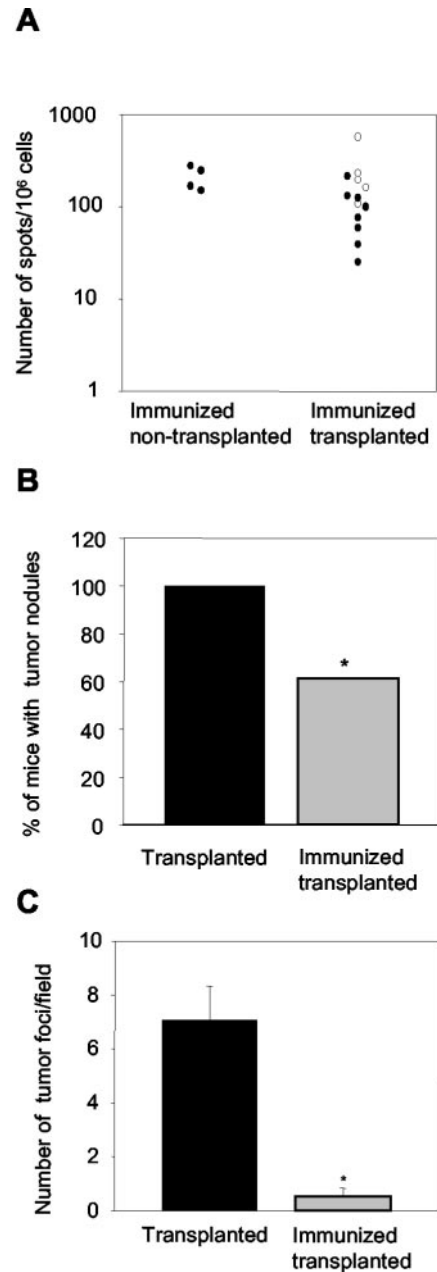 A
Number of spots/10⁶ cells
1000
100
10
1
Immunized
non-transplanted
Immunized
transplanted
B
% of mice with tumor nodules
120
100
80
60
40
20
0
*
Transplanted
Immunized
transplanted
C
Number of tumor foci/field
10
8
6
4
2
0
*
Transplanted
Immunized
transplanted